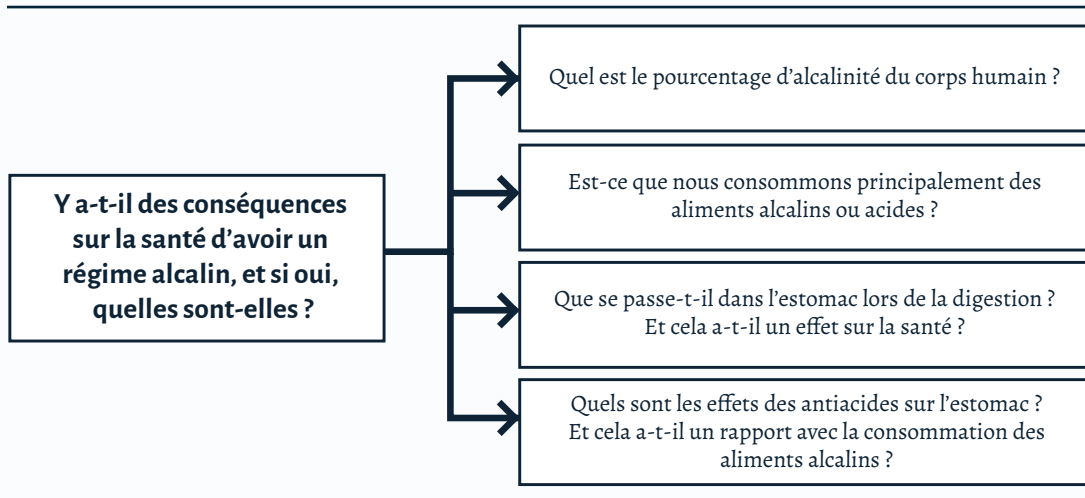 Y a-t-il des conséquences
sur la santé d’avoir un
régime alcalin, et si oui,
quelles sont-elles ?
Quel est le pourcentage d’alcalinité du corps humain ?
Est-ce que nous consommons principalement des
aliments alcalins ou acides ?
Que se passe-t-il dans l’estomac lors de la digestion ?
Et cela a-t-il un effet sur la santé ?
Quels sont les effets des antiacides sur l’estomac ?
Et cela a-t-il un rapport avec la consommation des
aliments alcalins ?